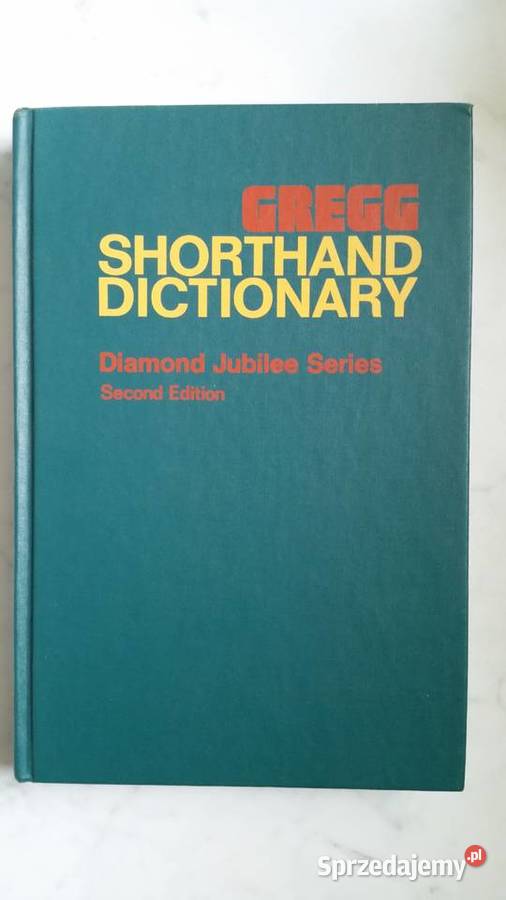 GREGG
SHORTHAND
DICTIONARY
Diamond Jubilee Series
Second Edition
Sprzedajemy.pl